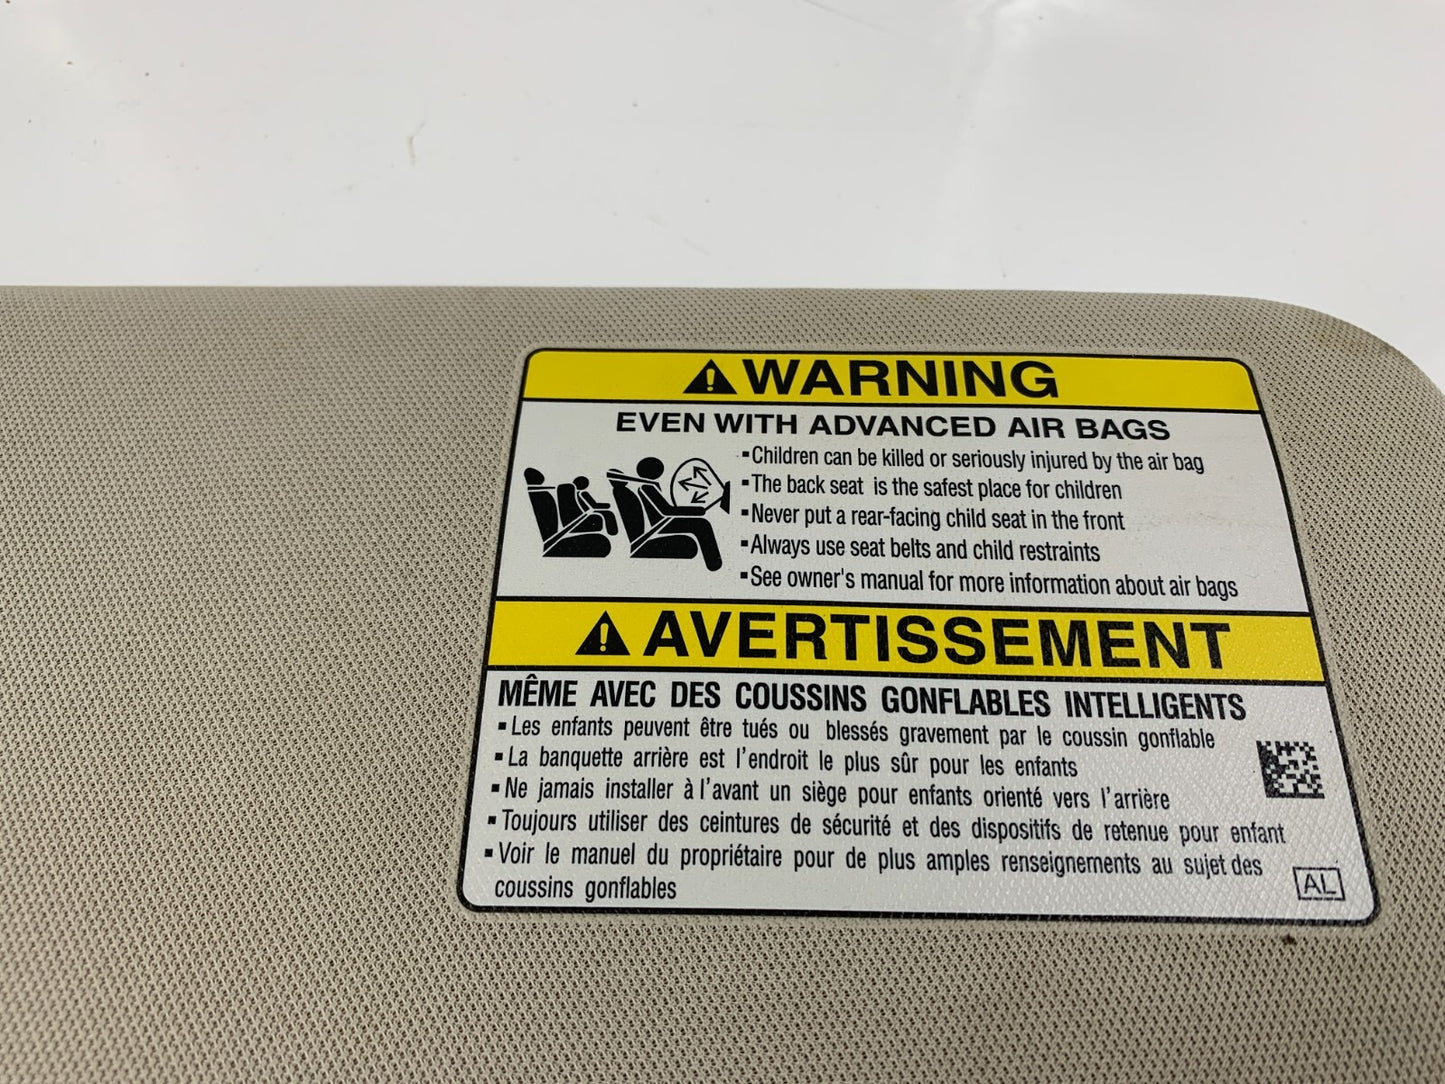 WARNING
EVEN WITH ADVANCED AIR BAGS
▪Children can be killed or seriously injured by the air bag
▪The back seat is the safest place for children
▪Never put a rear-facing child seat in the front
▪Always use seat belts and child restraints
▪See owner's manual for more information about air bags
AVERTISSEMENT
MÊME AVEC DES COUSSINS GONFLABLES INTELLIGENTS
▪Les enfants peuvent être tués ou blessés gravement par le coussin gonflable
▪La banquette arrière est l'endroit le plus sûr pour les enfants
▪Ne jamais installer à l'avant un siège pour enfants orienté vers l'arrière
▪Toujours utiliser des ceintures de sécurité et des dispositifs de retenue pour enfant
▪Voir le manuel du propriétaire pour de plus amples renseignements au sujet des
coussins gonflables
AL